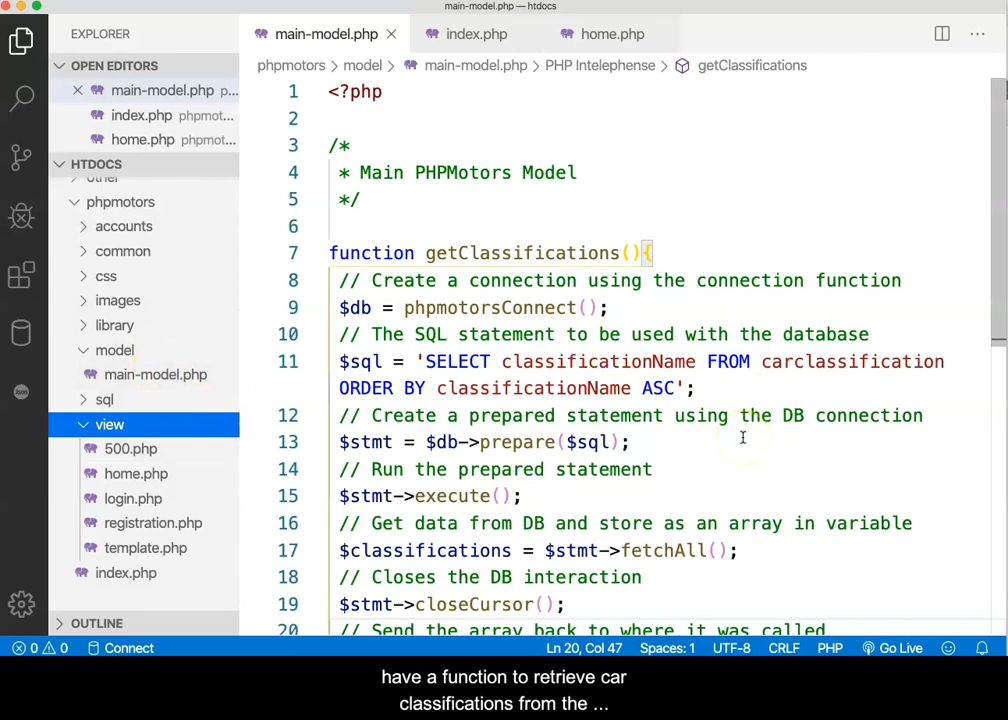 main-model.php — htdocs
EXPLORER
main-model.php
index.php
home.php
OPEN EDITORS
phpmotors > model > main-model.php > PHP Intelephense > getClassifications
main-model.php p...
index.php phpmot...
home.php phpmotor...
HTDOCS
other
phpmotors
accounts
common
css
images
library
model
main-model.php
sql
view
500.php
home.php
login.php
registration.php
template.php
index.php
OUTLINE
1 <?php
2
3 /*
4 * Main PHPMotors Model
5 */
6
7 function getClassifications(){
8 // Create a connection using the connection function
9 $db = phpmotorsConnect();
10 // The SQL statement to be used with the database
11 $sql = 'SELECT classificationName FROM carclassification
ORDER BY classificationName ASC';
12 // Create a prepared statement using the DB connection
13 $stmt = $db->prepare($sql);
14 // Run the prepared statement
15 $stmt->execute();
16 // Get data from DB and store as an array in variable
17 $classifications = $stmt->fetchAll();
18 // Closes the DB interaction
19 $stmt->closeCursor();
20 // Send the array back to where it was called
0 0 Connect Ln 20, Col 47 Spaces: 1 UTF-8 CRLF PHP Go Live
have a function to retrieve car
classifications from the ...